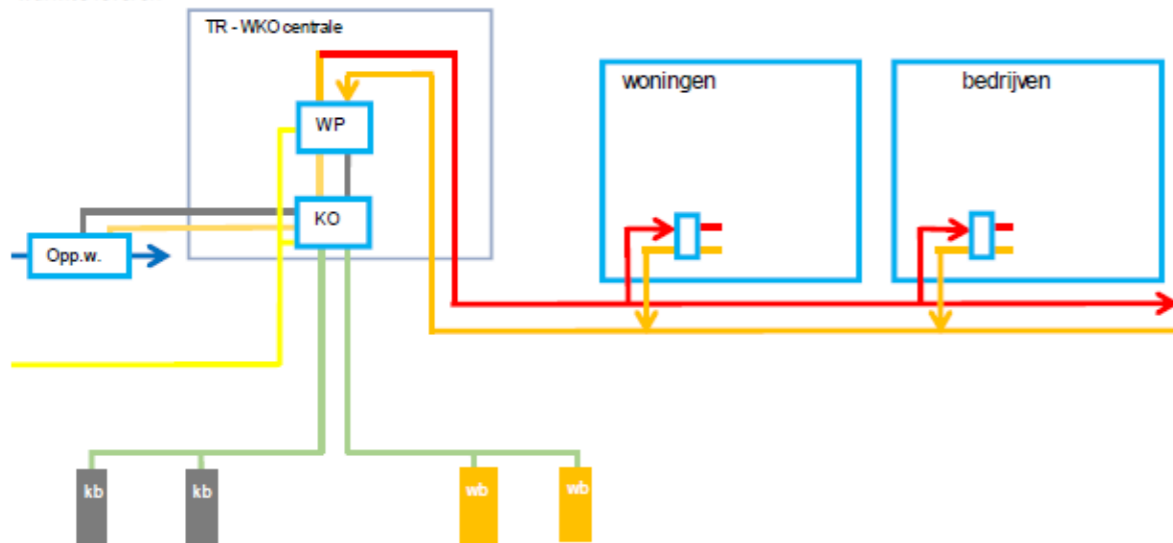 TR - WKO centrale
woningen
bedrijven
WP
KO
Opp.w.
kb
kb
wb
wb